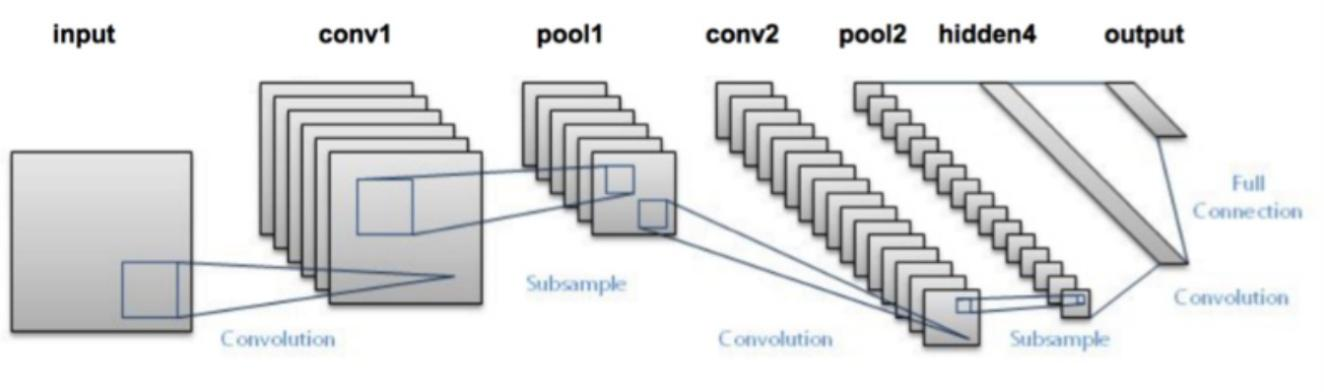 input conv1 pool1 conv2 pool2 hidden4 output
Full
Connection
Subsample
Convolution
Convolution
Convolution
Subsample